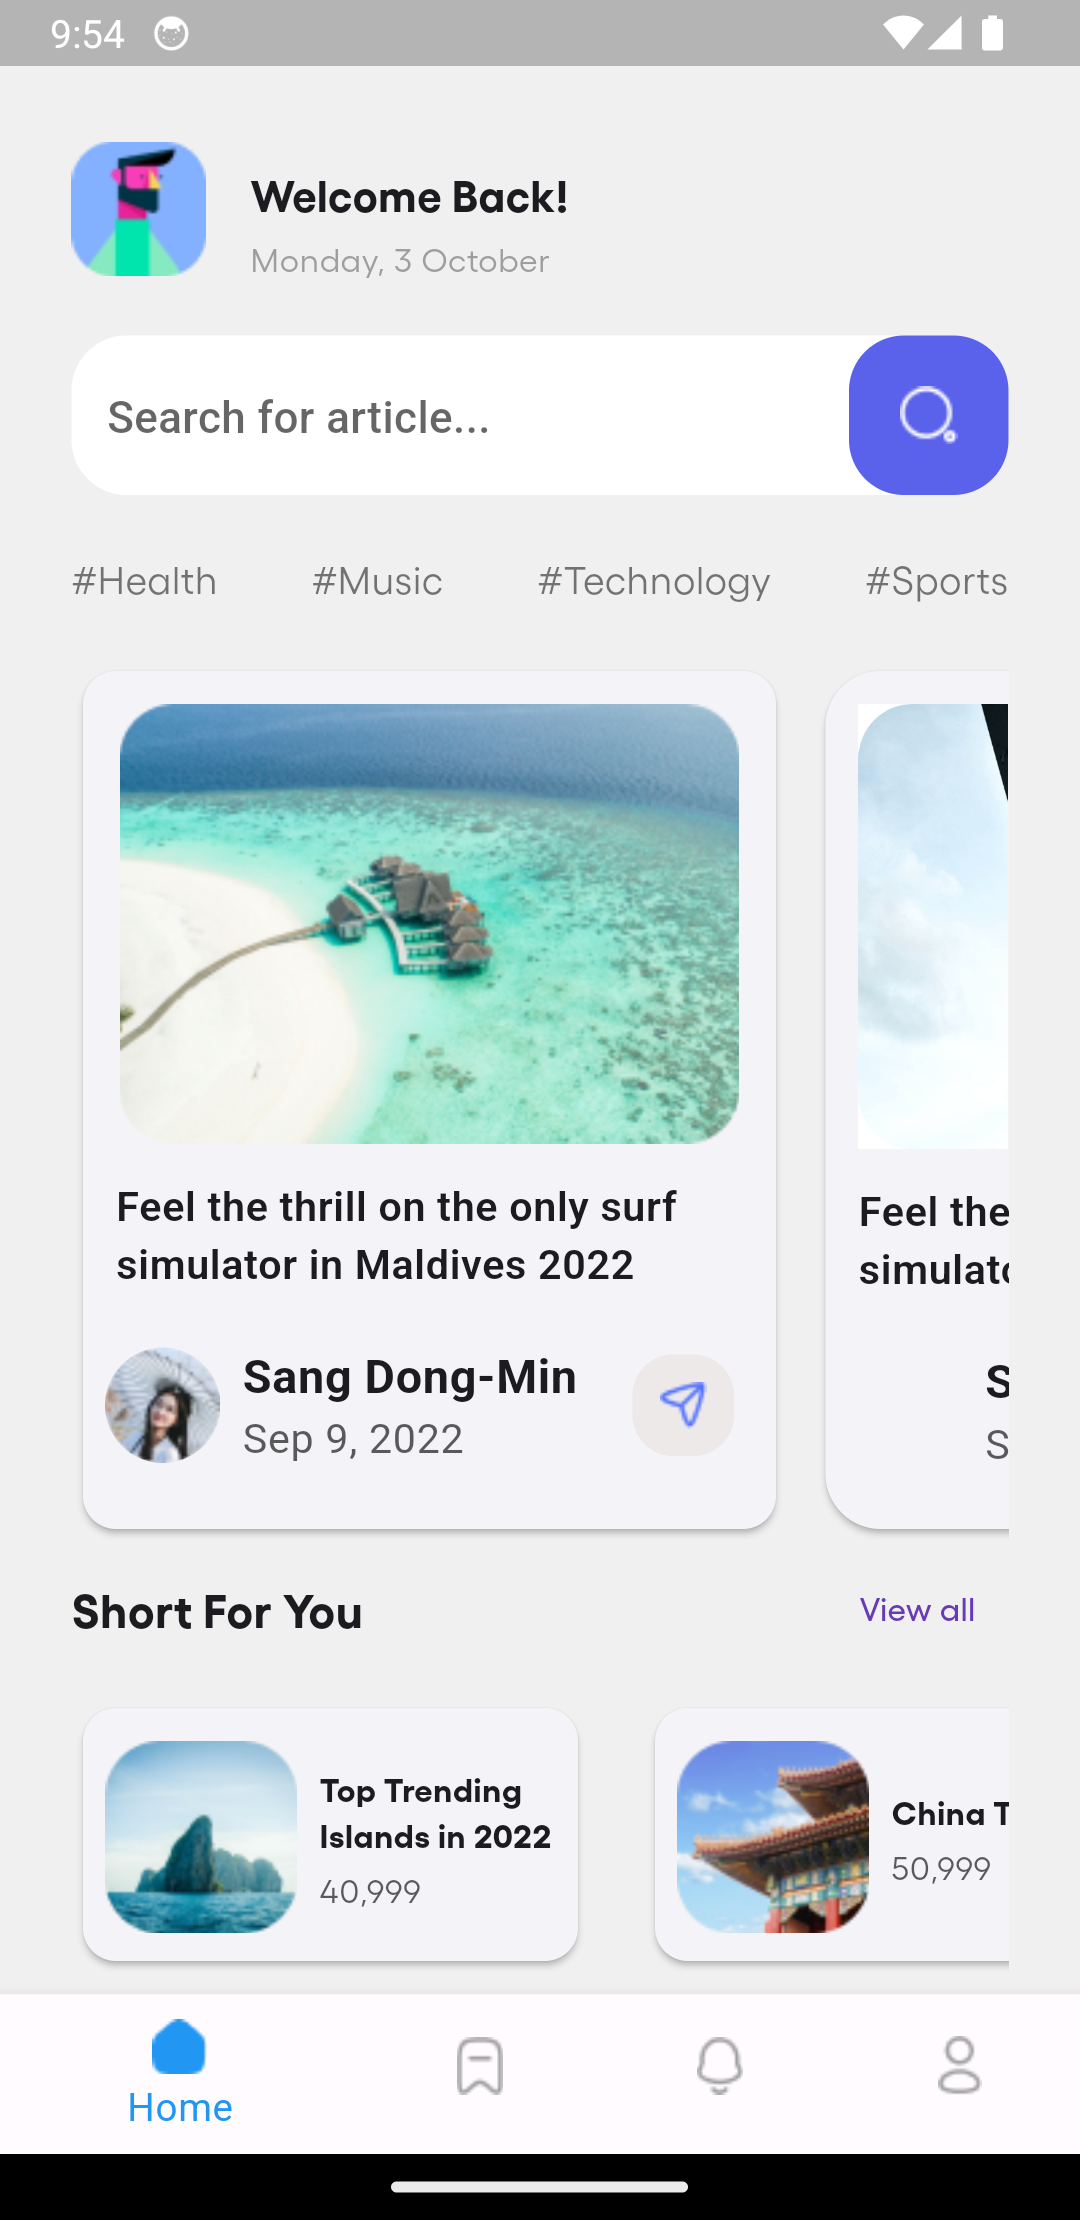 9:54
Welcome Back!
Monday, 3 October
Search for article...
#Health #Music #Technology #Sports
Feel the thrill on the only surf
simulator in Maldives 2022
Sang Dong-Min
Sep 9, 2022
Feel the
simulato
S
S
Short For You
View all
Top Trending
Islands in 2022
40,999
China T
50,999
Home